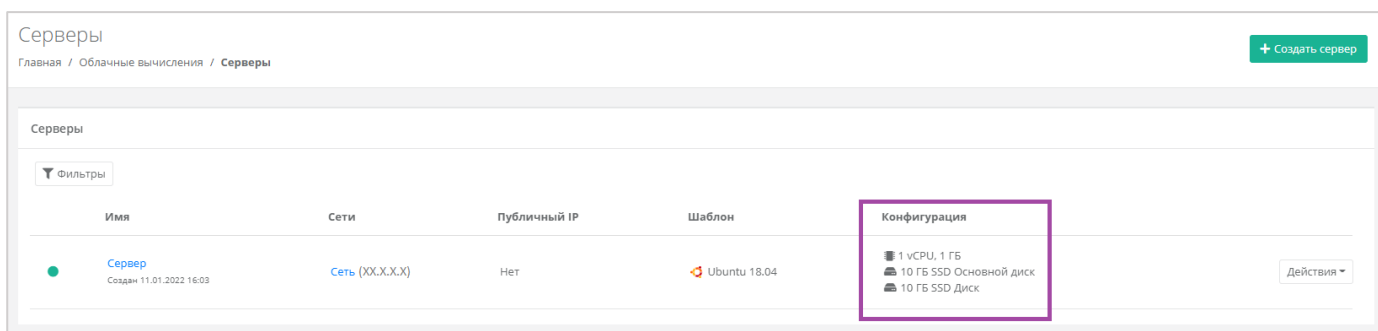 Серверы
+ Создать сервер
Главная / Облачные вычисления / Серверы
Серверы
Фильтры
Имя Сети Публичный IP Шаблон Конфигурация
Сервер
Создан 11.01.2022 16:03
Сеть (XX.X.X.X)
Нет
Ubuntu 18.04
1 vCPU, 1 ГБ
10 ГБ SSD Основной диск
10 ГБ SSD Диск
Действия